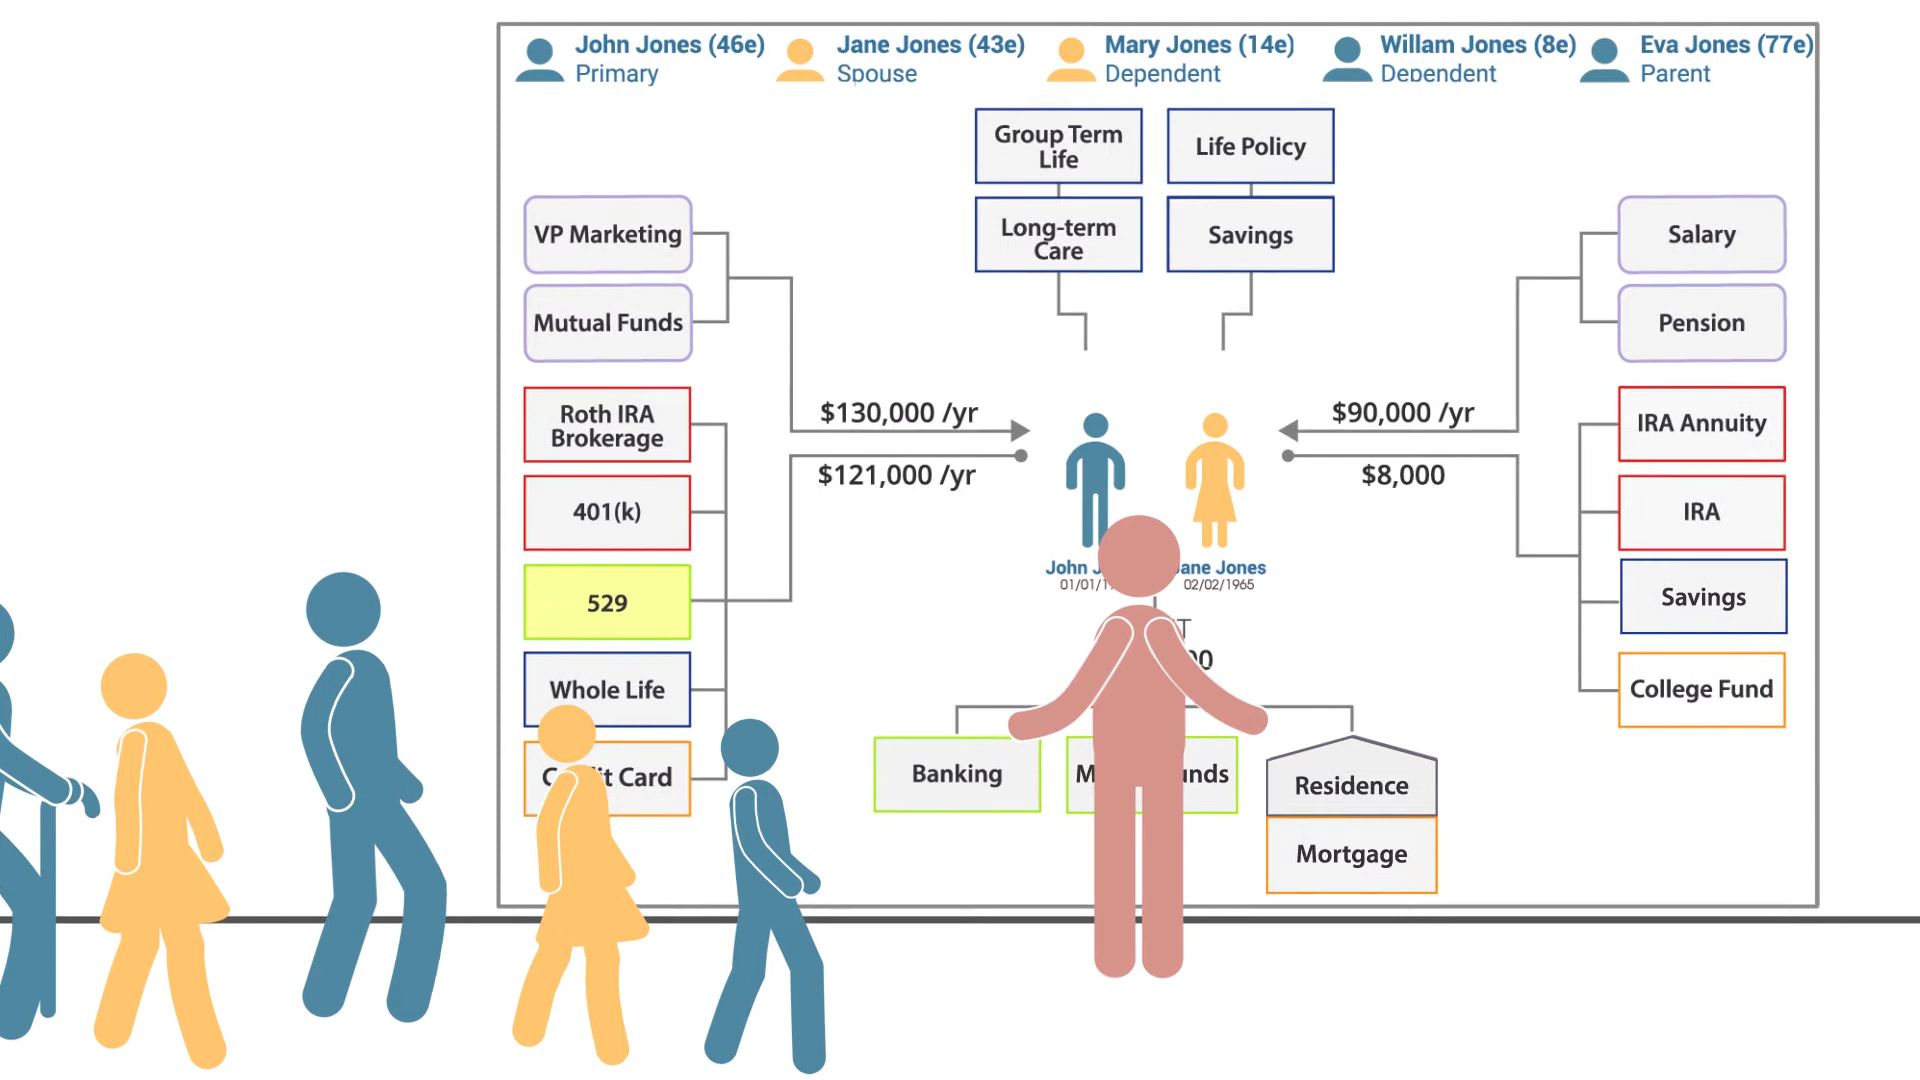 John Jones (46e)
Primary
Jane Jones (43e)
Spouse
Mary Jones (14e)
Dependent
Willam Jones (8e)
Dependent
Eva Jones (77e)
Parent
Group Term
Life
Life Policy
Long-term
Care
Savings
VP Marketing
Mutual Funds
Salary
Pension
Roth IRA
Brokerage
401(k)
529
Whole Life
Card
$130,000 /yr
$121,000 /yr
$90,000 /yr
$8,000
IRA Annuity
IRA
Savings
College Fund
John
Jane Jones
02/02/1965
Banking
Residence
Mortgage